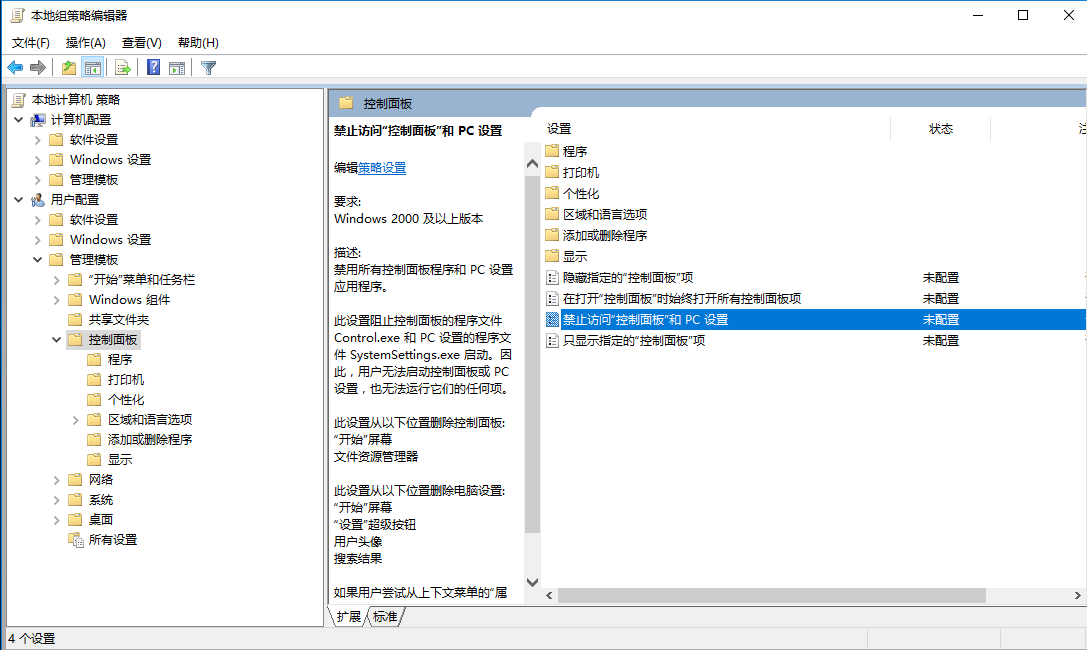 本地组策略编辑器
文件(F) 操作(A) 查看(V) 帮助(H)
本地计算机 策略
计算机配置
软件设置
Windows 设置
管理模板
用户配置
软件设置
Windows 设置
管理模板
“开始”菜单和任务栏
Windows 组件
共享文件夹
控制面板
程序
打印机
个性化
区域和语言选项
添加或删除程序
显示
网络
系统
桌面
所有设置
控制面板
禁止访问“控制面板”和 PC 设置
编辑策略设置
要求:
Windows 2000 及以上版本
描述:
禁用所有控制面板程序和 PC 设置
应用程序。
此设置阻止控制面板的程序文件
Control.exe 和 PC 设置的程序文
件 SystemSettings.exe 启动。因
此，用户无法启动控制面板或 PC
设置，也无法运行它们的任何项。
此设置从以下位置删除控制面板:
“开始”屏幕
文件资源管理器
此设置从以下位置删除电脑设置:
“开始”屏幕
“设置”超级按钮
用户头像
搜索结果
如果用户尝试从上下文菜单的“属
设置 状态
程序
打印机
个性化
区域和语言选项
添加或删除程序
显示
隐藏指定的“控制面板”项 未配置
在打开“控制面板”时始终打开所有控制面板项 未配置
禁止访问“控制面板”和 PC 设置 未配置
只显示指定的“控制面板”项 未配置
扩展 标准
4 个设置